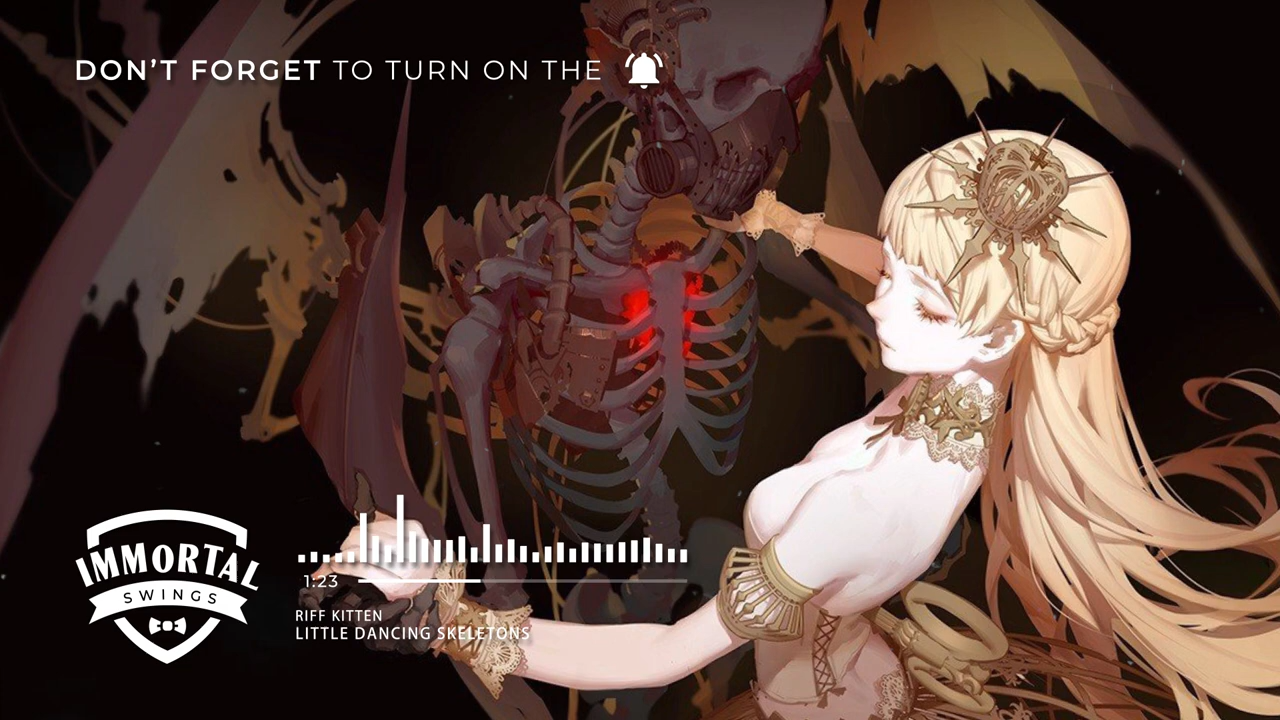 DON'T FORGET TO TURN ON THE
IMMORTAL
SWINGS
1:23
RIFF KITTEN
LITTLE DANCING SKELETONS